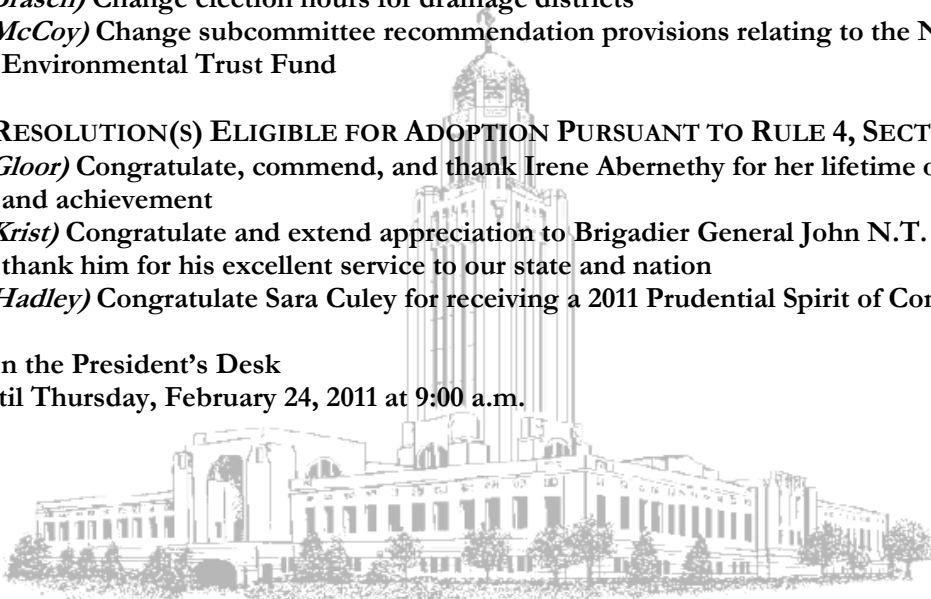 Brasch) Change election hours for drainage districts
McCoy) Change subcommittee recommendation provisions relating to the N
Environmental Trust Fund
RESOLUTION(S) ELIGIBLE FOR ADOPTION PURSUANT TO RULE 4, SECT
Gloor) Congratulate, commend, and thank Irene Abernethy for her lifetime o
and achievement
Krist) Congratulate and extend appreciation to Brigadier General John N.T.
thank him for his excellent service to our state and nation
Hadley) Congratulate Sara Culey for receiving a 2011 Prudential Spirit of Co
n the President's Desk
til Thursday, February 24, 2011 at 9:00 a.m.